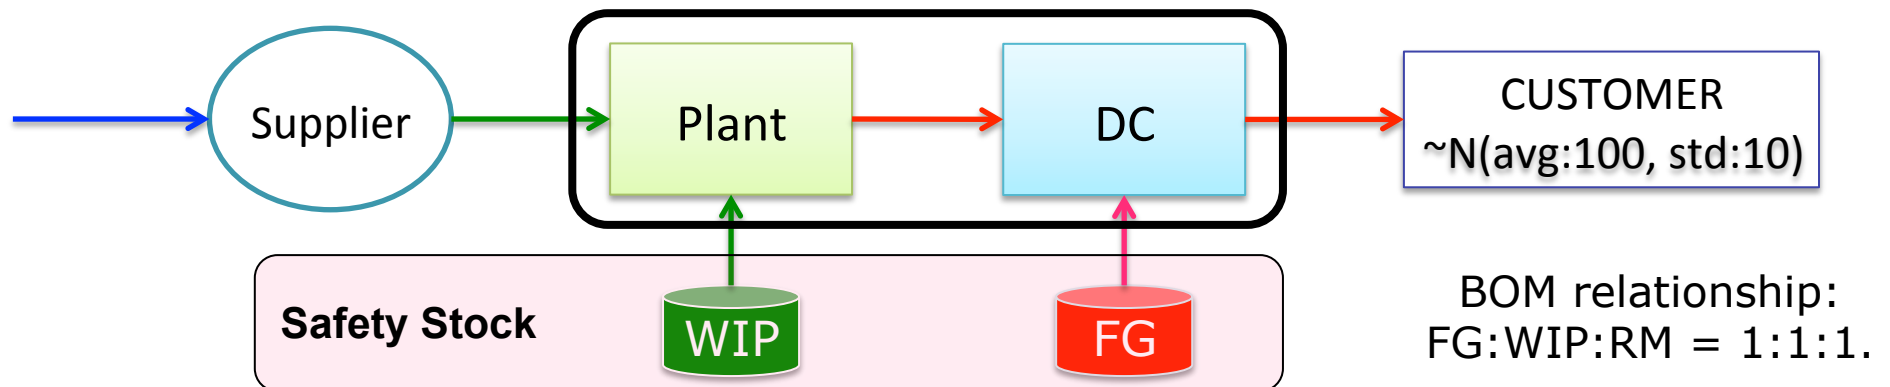 Supplier
Plant
DC
CUSTOMER
~N(avg:100, std:10)
Safety Stock
WIP
FG
BOM relationship:
FG:WIP:RM = 1:1:1.